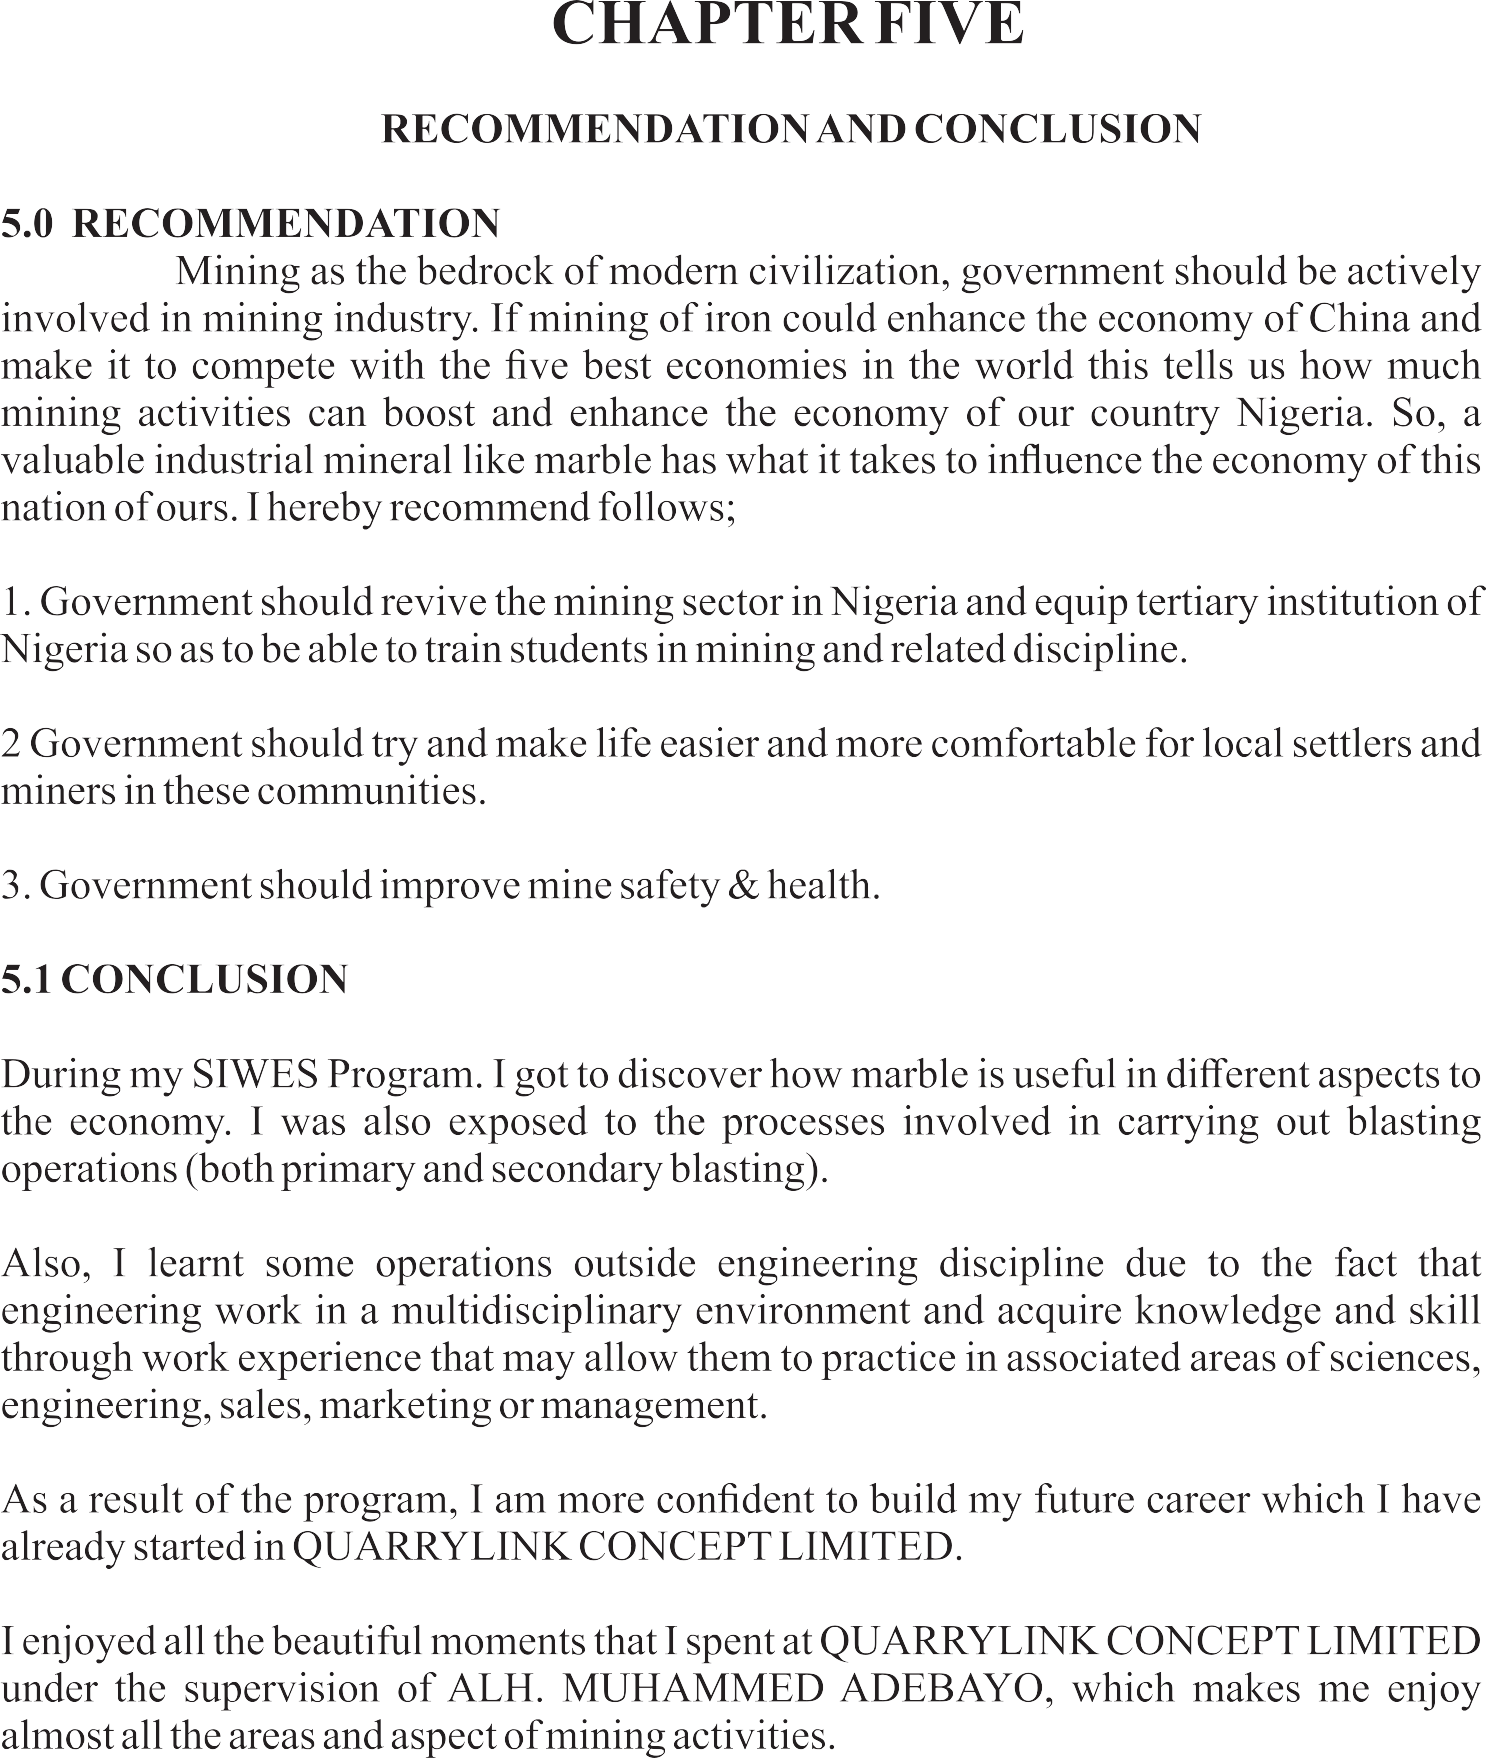 CHAPTER FIVE
RECOMMENDATION AND CONCLUSION
5.0 RECOMMENDATION
Mining as the bedrock of modern civilization, government should be actively
involved in mining industry. If mining of iron could enhance the economy of China and
make it to compete with the five best economies in the world this tells us how much
mining activities can boost and enhance the economy of our country Nigeria. So, a
valuable industrial mineral like marble has what it takes to influence the economy of this
nation of ours. I hereby recommend follows;
1. Government should revive the mining sector in Nigeria and equip tertiary institution of
Nigeria so as to be able to train students in mining and related discipline.
2 Government should try and make life easier and more comfortable for local settlers and
miners in these communities.
3. Government should improve mine safety & health.
5.1 CONCLUSION
During my SIWES Program. I got to discover how marble is useful in different aspects to
the economy. I was also exposed to the processes involved in carrying out blasting
operations (both primary and secondary blasting).
Also, I learnt some operations outside engineering discipline due to the fact that
engineering work in a multidisciplinary environment and acquire knowledge and skill
through work experience that may allow them to practice in associated areas of sciences,
engineering, sales, marketing or management.
As a result of the program, I am more confident to build my future career which I have
already started in QUARRYLINK CONCEPT LIMITED.
I enjoyed all the beautiful moments that I spent at QUARRYLINK CONCEPT LIMITED
under the supervision of ALH. MUHAMMED ADEBAYO, which makes me enjoy
almost all the areas and aspect of mining activities.